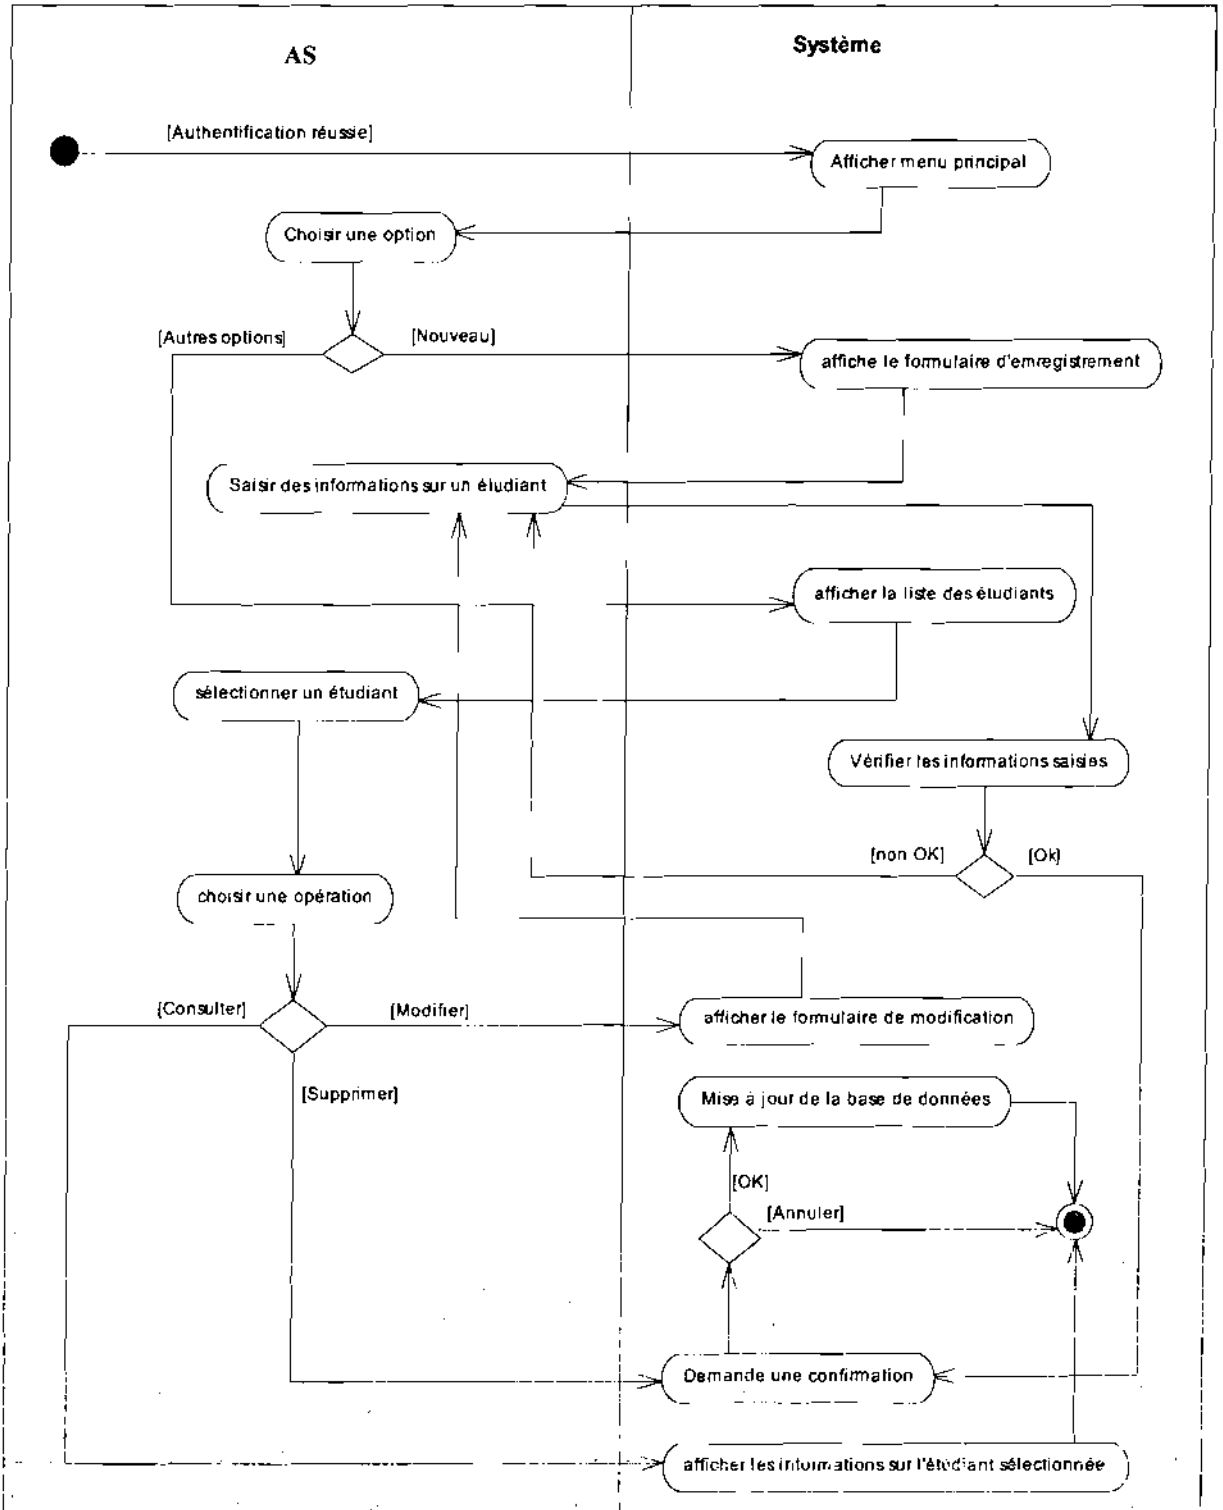 AS
Système
[Authentification réussie]
Afficher menu principal
Choisir une option
[Autres options]
[Nouveau]
affiche le formulaire d'emregistrement
Saisir des informations sur un étudiant
afficher la liste des étudiants
sélectionner un étudiant
Vérifier les informations saisies
[non OK]
[Ok]
choisir une opération
[Consulter]
[Modifier]
afficher le formulaire de modification
[Supprimer]
Mise à jour de la base de données
[OK]
[Annuler]
Demande une confirmation
afficher les informations sur l'étudiant sélectionnée